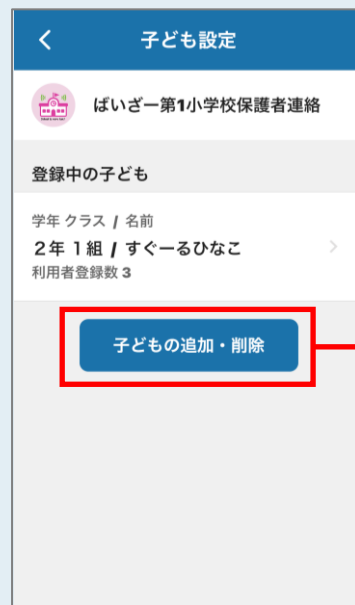 子ども設定
ばいざー第1小学校保護者連絡
登録中の子ども
学年 クラス / 名前
2年 1組 / すぐーるひなこ
利用者登録数 3
子どもの追加・削除